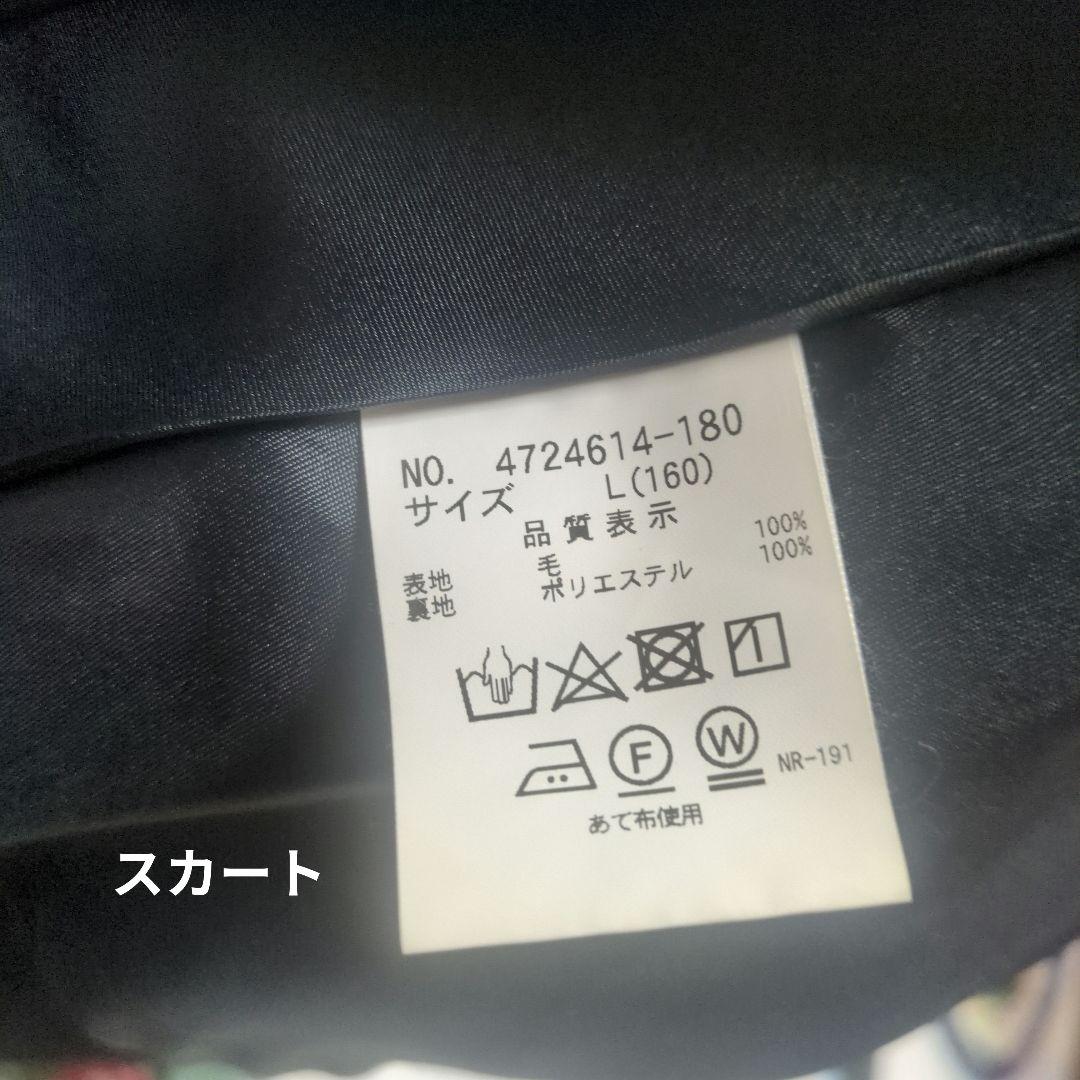 NO. 4724614-180
サイズ L(160)
品質表示
表地 毛 100%
裏地 ポリエステル 100%
F W NR-191
あて布使用
スカート